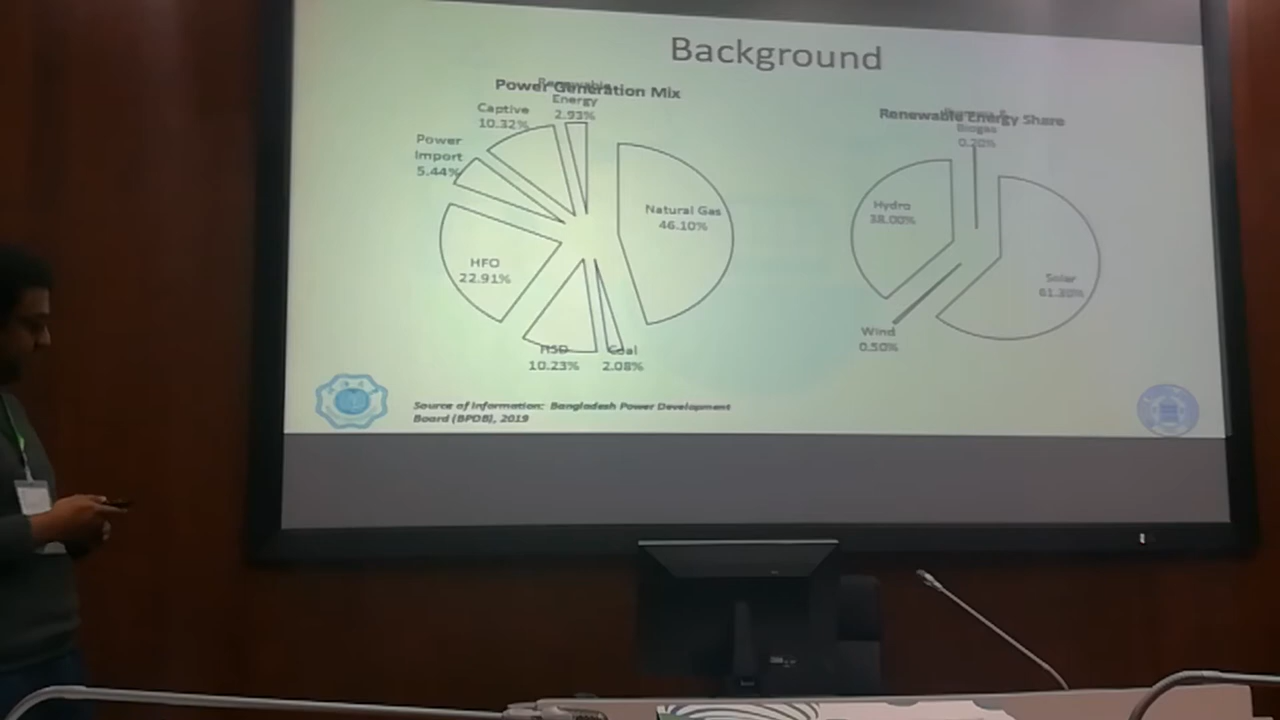 Background
Power Generation Mix
Renewable
Energy
2.93%
Captive
10.32%
Power
Import
5.44%
Natural Gas
46.10%
HFO
22.91%
HSD
10.23%
Coal
2.08%
Renewable Energy Share
Biogas
0.20%
Hydro
38.00%
Solar
61.30%
Wind
0.50%
Source of Information: Bangladesh Power Development
Board (BPDB), 2019